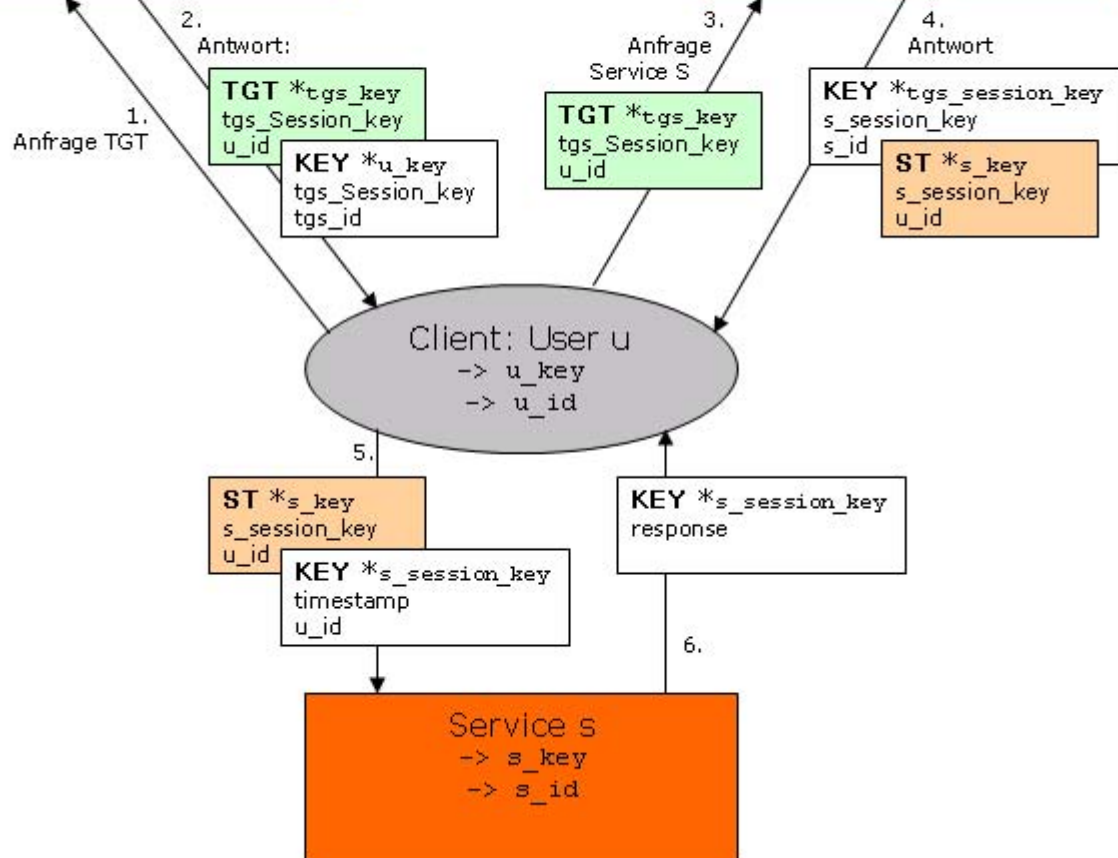 1.
Anfrage TGT
2.
Antwort:
TGT *tgs_key
tgs_Session_key
u_id
KEY *u_key
tgs_Session_key
tgs_id
3.
Anfrage
Service S
TGT *tgs_key
tgs_Session_key
u_id
4.
Antwort
KEY *tgs_session_key
s_session_key
s_id
ST *s_key
s_session_key
u_id
Client: User u
-> u_key
-> u_id
5.
ST *s_key
s_session_key
u_id
KEY *s_session_key
timestamp
u_id
KEY *s_session_key
response
6.
Service s
-> s_key
-> s_id